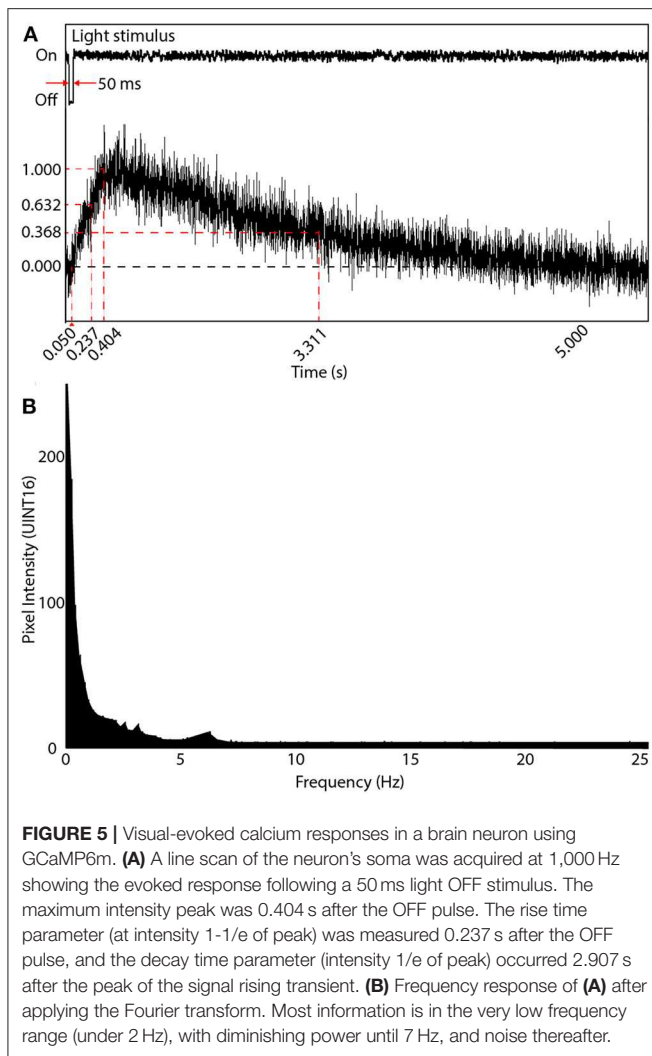 A
Light stimulus
On
50 ms
Off
1.000
0.632
0.368
0.000
0.050
0.237
0.404
3.311
5.000
Time (s)
B
200
100
0
Pixel Intensity (UINT16)
0 5 10 15 20 25
Frequency (Hz)
FIGURE 5 | Visual-evoked calcium responses in a brain neuron using
GCaMP6m. (A) A line scan of the neuron's soma was acquired at 1,000 Hz
showing the evoked response following a 50 ms light OFF stimulus. The
maximum intensity peak was 0.404 s after the OFF pulse. The rise time
parameter (at intensity 1-1/e of peak) was measured 0.237 s after the OFF
pulse, and the decay time parameter (intensity 1/e of peak) occurred 2.907 s
after the peak of the signal rising transient. (B) Frequency response of (A) after
applying the Fourier transform. Most information is in the very low frequency
range (under 2 Hz), with diminishing power until 7 Hz, and noise thereafter.